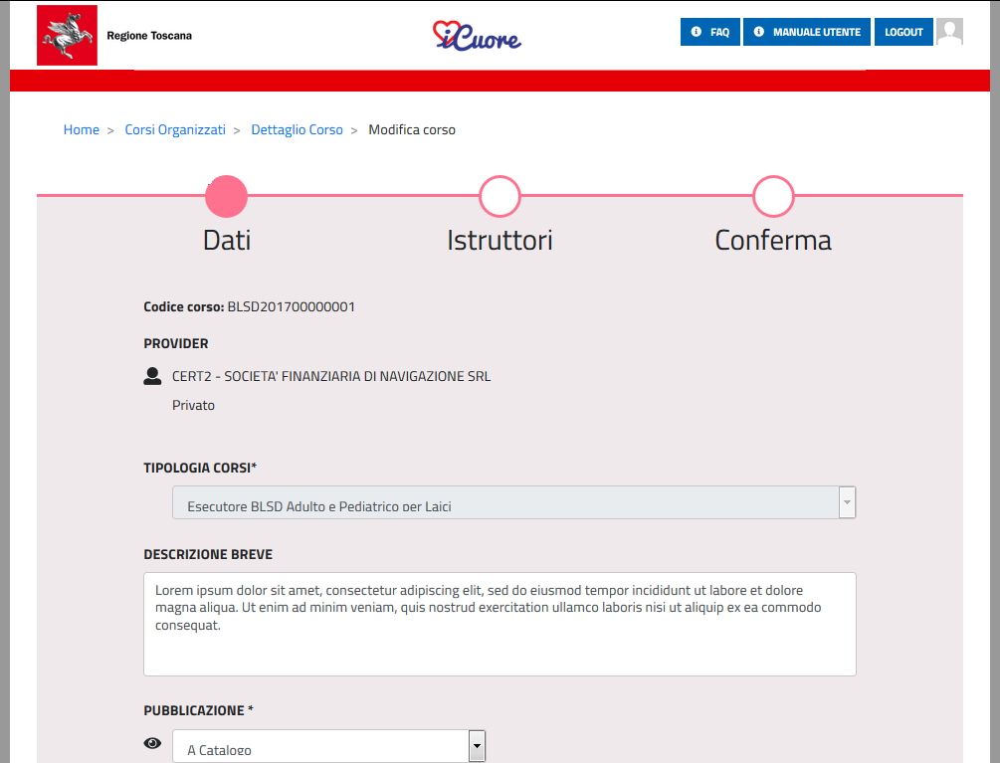 Regione Toscana
iCuore
FAQ
MANUALE UTENTE
LOGOUT
Home > Corsi Organizzati > Dettaglio Corso > Modifica corso
Dati
Istruttori
Conferma
Codice corso: BLSD201700000001
PROVIDER
CERT2 - SOCIETA' FINANZIARIA DI NAVIGAZIONE SRL
Privato
TIPOLOGIA CORSI*
Esecutore BLSD Adulto e Pediatrico per Laici
DESCRIZIONE BREVE
Lorem ipsum dolor sit amet, consectetur adipiscing elit, sed do eiusmod tempor incididunt ut labore et dolore
magna aliqua. Ut enim ad minim veniam, quis nostrud exercitation ullamco laboris nisi ut aliquip ex ea commodo
consequat.
PUBBLICAZIONE *
A Catalogo